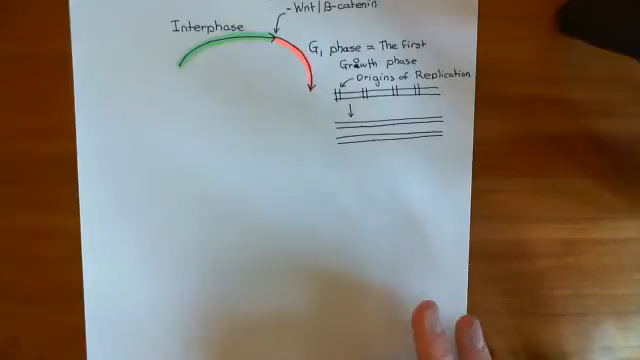 - Wnt/β-catenin
Interphase
G₁ phase = The first
Growth phase
Origins of Replication